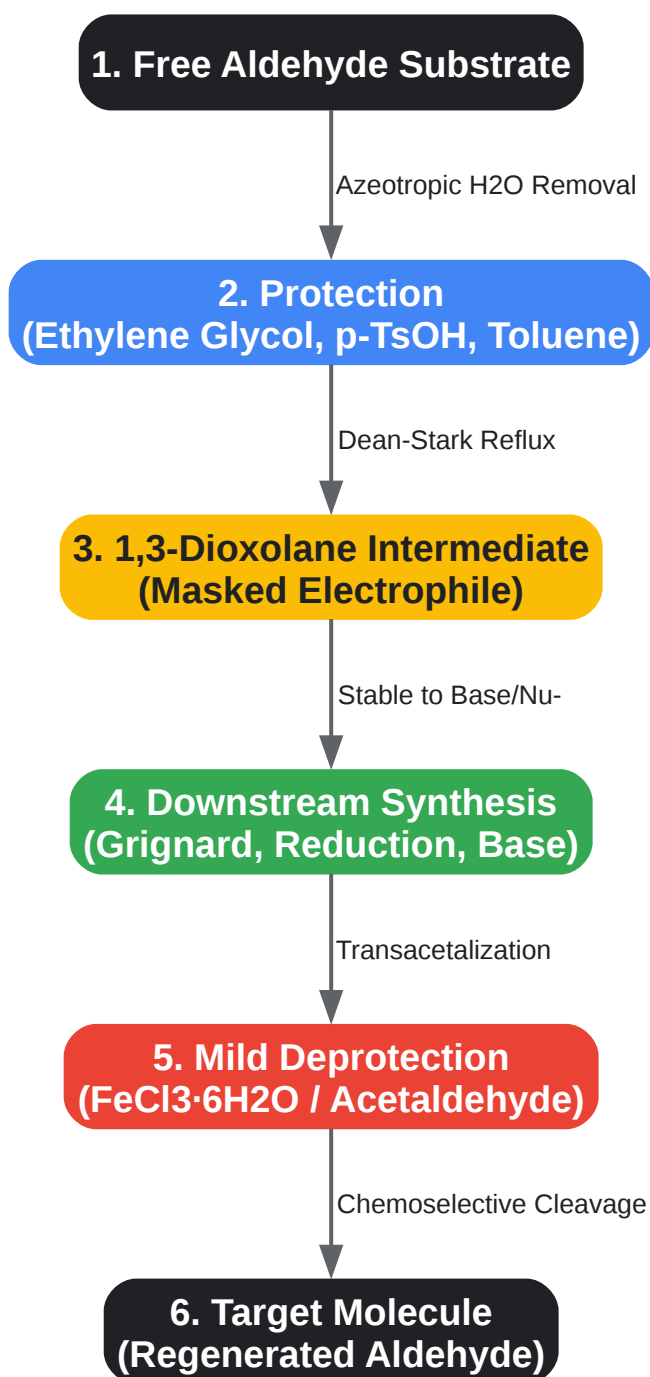 1. Free Aldehyde Substrate
Azeotropic H2O Removal
2. Protection
(Ethylene Glycol, p-TsOH, Toluene)
Dean-Stark Reflux
3. 1,3-Dioxolane Intermediate
(Masked Electrophile)
Stable to Base/Nu-
4. Downstream Synthesis
(Grignard, Reduction, Base)
Transacetalization
5. Mild Deprotection
(FeCl3·6H2O / Acetaldehyde)
Chemoselective Cleavage
6. Target Molecule
(Regenerated Aldehyde)